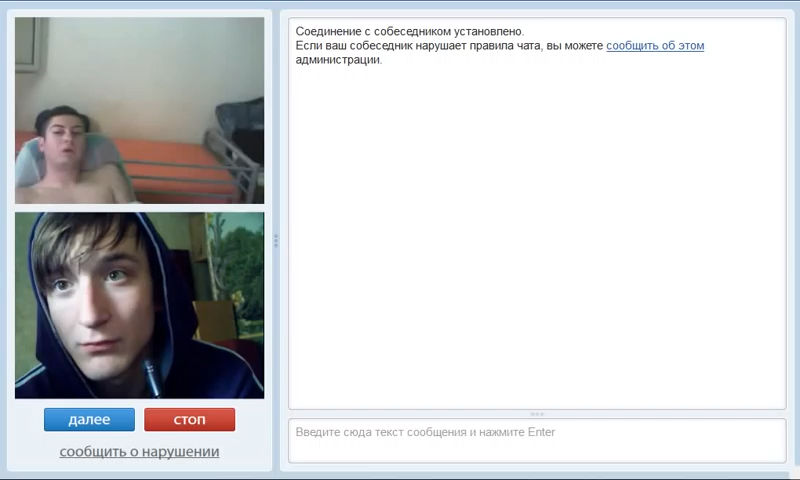 Соединение с собеседником установлено.
Если ваш собеседник нарушает правила чата, вы можете сообщить об этом
администрации.
Введите сюда текст сообщения и нажмите Enter
далее
стоп
сообщить о нарушении